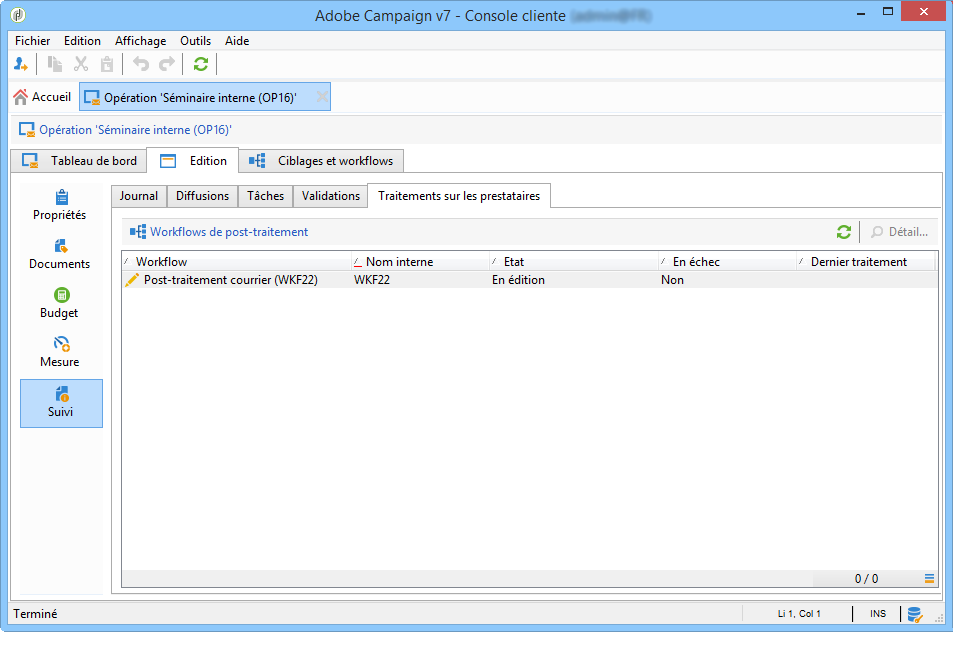 Adobe Campaign v7 - Console cliente
Fichier Edition Affichage Outils Aide
Accueil Opération 'Séminaire interne (OP16)'
Opération 'Séminaire interne (OP16)'
Tableau de bord Edition Ciblages et workflows
Propriétés
Documents
Budget
Mesure
Suivi
Journal Diffusions Tâches Validations Traitements sur les prestataires
Workflows de post-traitement Détail...
Workflow Nom interne Etat En échec Dernier traitement
Post-traitement courrier (WKF22) WKF22 En édition Non
0 / 0
Terminé Li 1, Col 1 INS